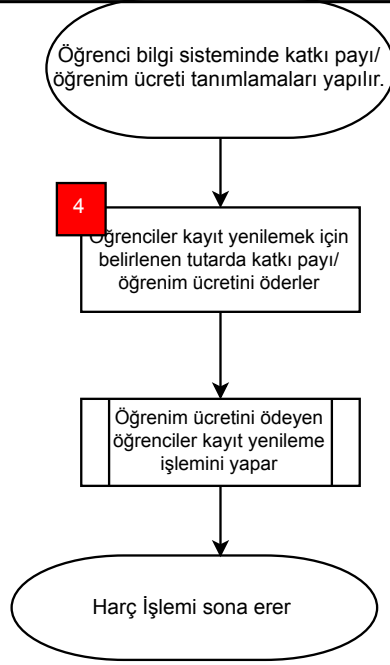 Öğrenci bilgi sisteminde katkı payı/
öğrenim ücreti tanımlamaları yapılır.
4
Öğrenciler kayıt yenilemek için
belirlenen tutarda katkı payı/
öğrenim ücretini öderler
Öğrenim ücretini ödeyen
öğrenciler kayıt yenileme
işlemini yapar
Harç İşlemi sona erer